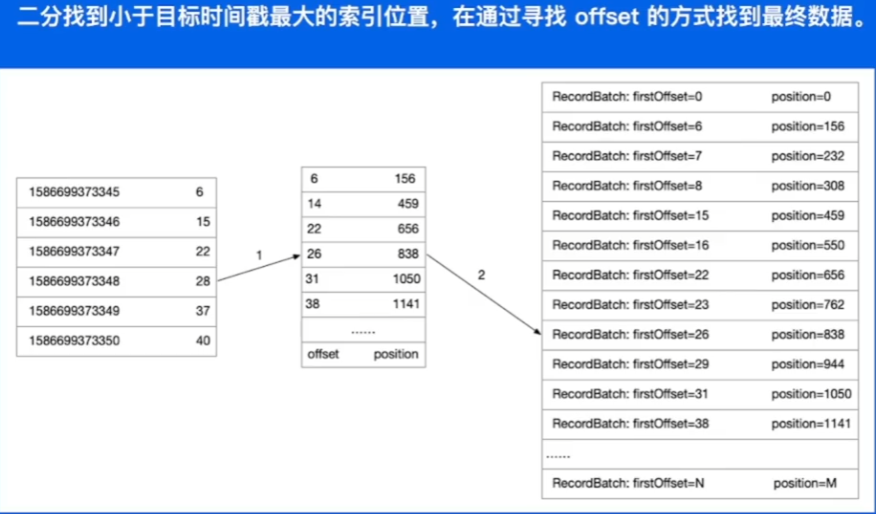 二分找到小于目标时间戳最大的索引位置，在通过寻找 offset 的方式找到最终数据。
1586699373345 6
1586699373346 15
1586699373347 22
1586699373348 28
1586699373349 37
1586699373350 40
1
6 156
14 459
22 656
26 838
31 1050
38 1141
......
offset position
2
RecordBatch: firstOffset=0 position=0
RecordBatch: firstOffset=6 position=156
RecordBatch: firstOffset=7 position=232
RecordBatch: firstOffset=8 position=308
RecordBatch: firstOffset=15 position=459
RecordBatch: firstOffset=16 position=550
RecordBatch: firstOffset=22 position=656
RecordBatch: firstOffset=23 position=762
RecordBatch: firstOffset=26 position=838
RecordBatch: firstOffset=29 position=944
RecordBatch: firstOffset=31 position=1050
RecordBatch: firstOffset=38 position=1141
......
RecordBatch: firstOffset=N position=M